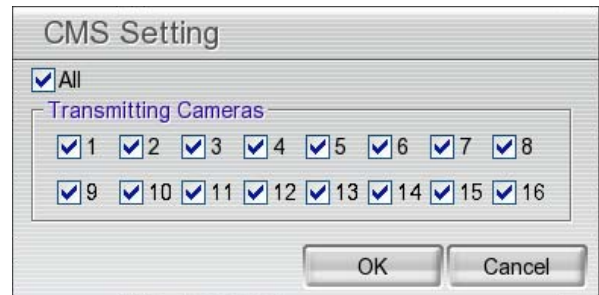 CMS Setting
All
Transmitting Cameras
1 2 3 4 5 6 7 8
9 10 11 12 13 14 15 16
OK Cancel